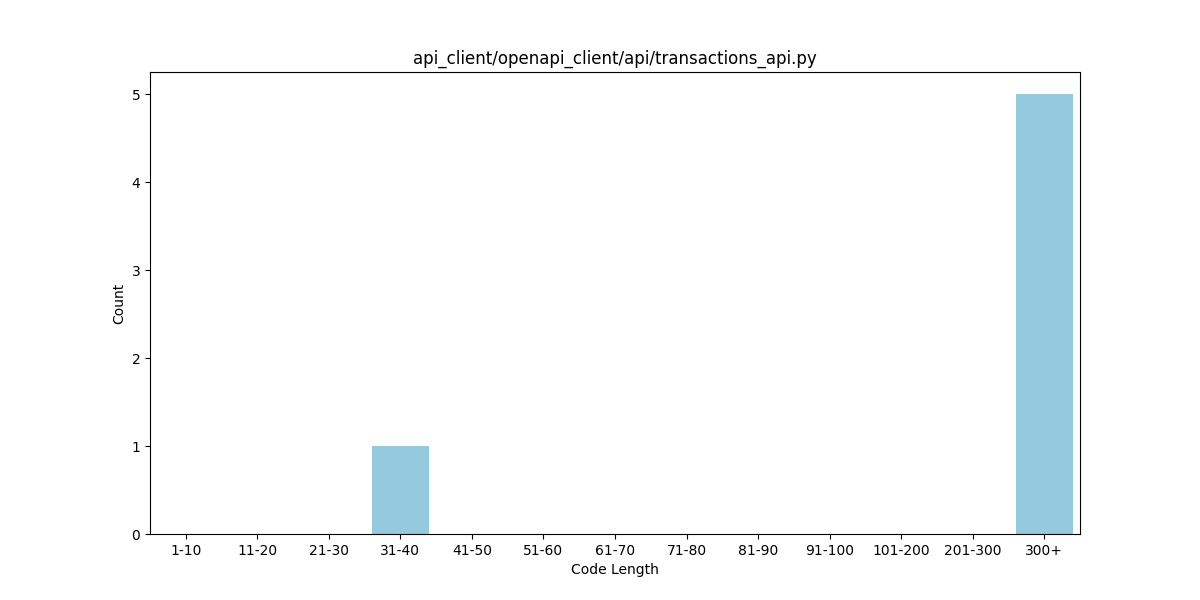 api_client/openapi_client/api/transactions_api.py
5
4
3
2
1
0
Count
1-10 11-20 21-30 31-40 41-50 51-60 61-70 71-80 81-90 91-100 101-200 201-300 300+
Code Length